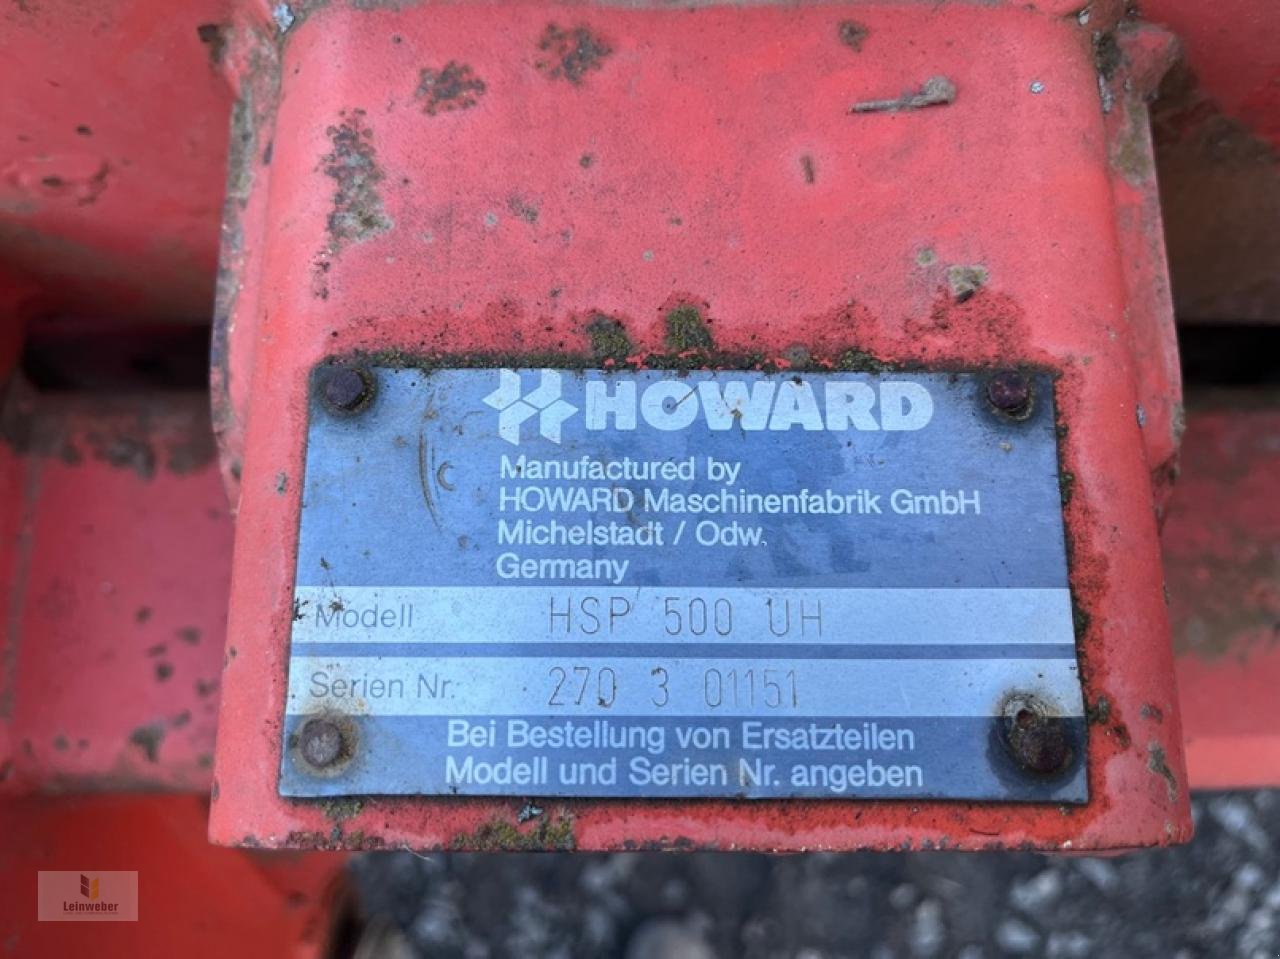 HOWARD
Manufactured by
HOWARD Maschinenfabrik GmbH
Michelstadt / Odw.
Germany
Modell HSP 500 UH
Serien Nr. 270 3 01151
Bei Bestellung von Ersatzteilen
Modell und Serien Nr. angeben
Leinweber